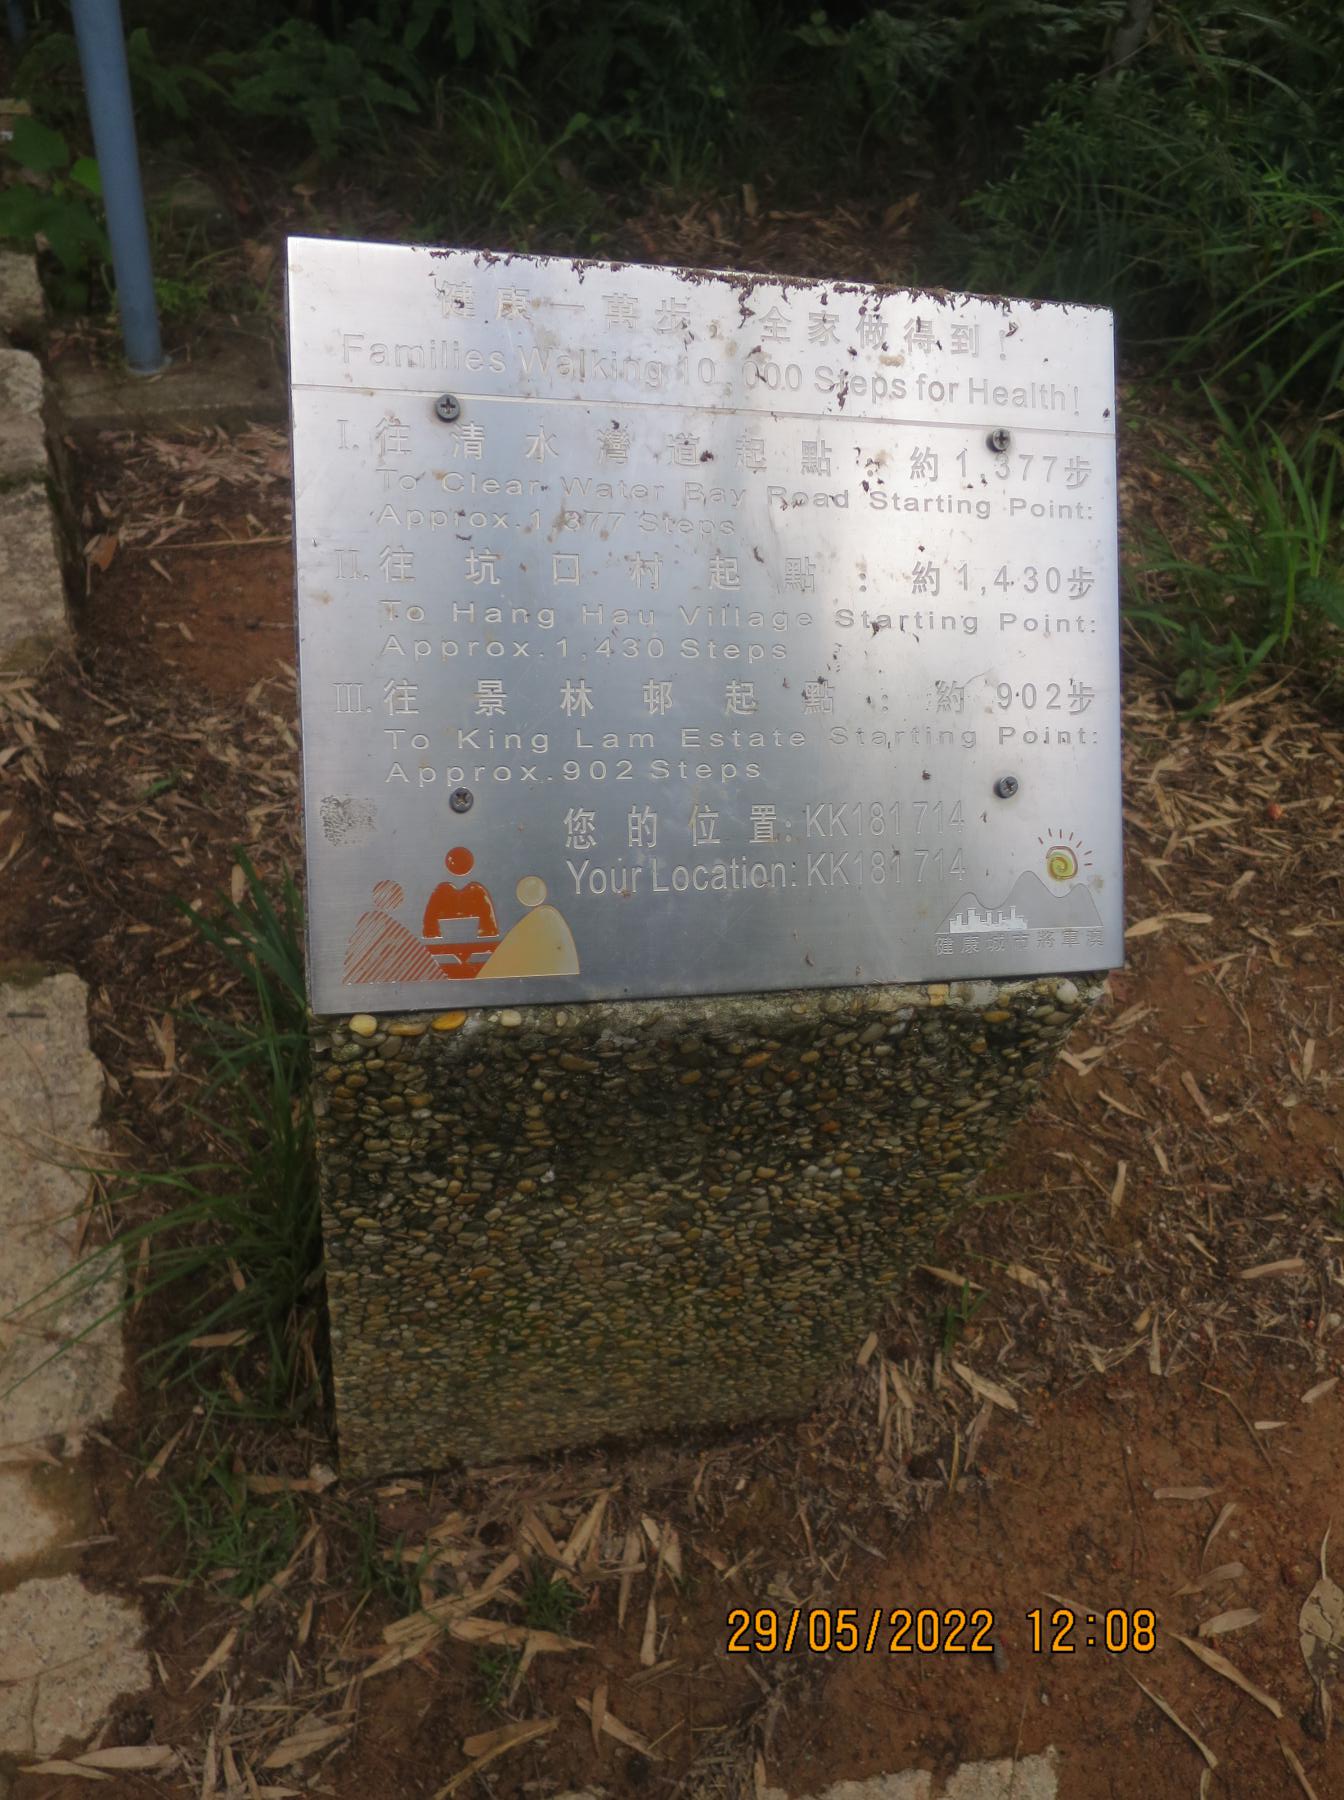 健康一萬步，全家做得到！
Families Walking 10,000 Steps for Health!
I. 往清水灣道起點：約1,377步
To Clear Water Bay Road Starting Point:
Approx.1,377 Steps
II. 往坑口村起點：約1,430步
To Hang Hau Village Starting Point:
Approx.1,430 Steps
III. 往景林邨起點：約 902步
To King Lam Estate Starting Point:
Approx.902 Steps
您的位置:KK181 714
Your Location:KK181 714
健康城市將軍澳
29/05/2022 12:08